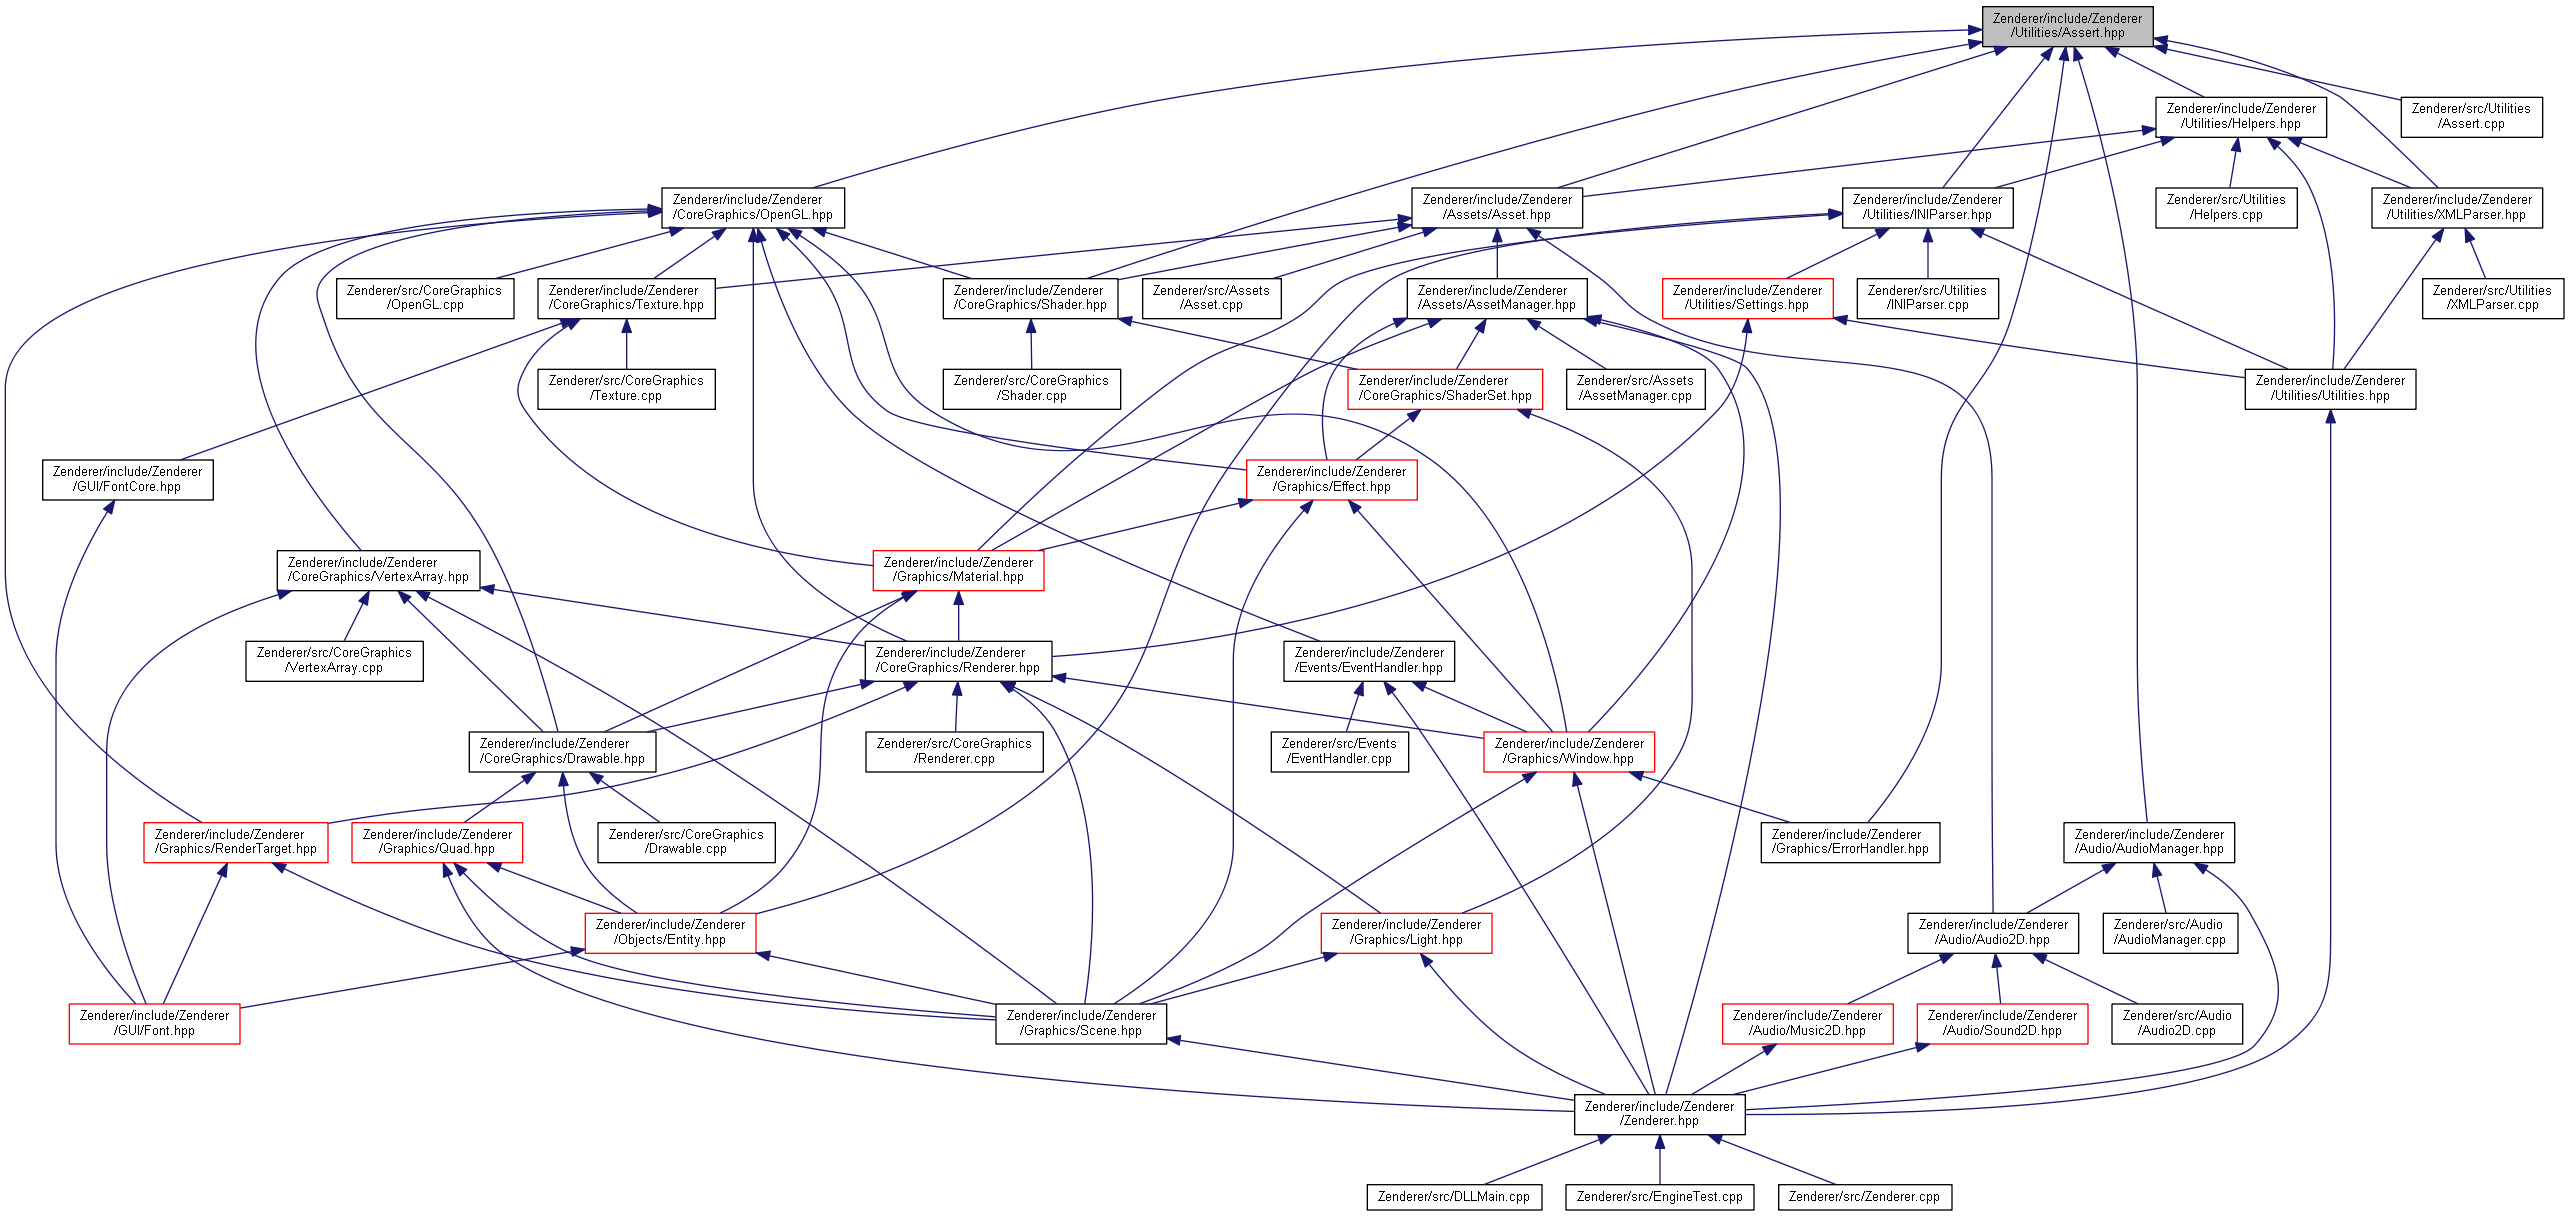 Zenderer/include/Zenderer
/Utilities/Assert.hpp
Zenderer/include/Zenderer
/Utilities/Helpers.hpp
Zenderer/src/Utilities
/Assert.cpp
Zenderer/include/Zenderer
/CoreGraphics/OpenGL.hpp
Zenderer/include/Zenderer
/Assets/Asset.hpp
Zenderer/include/Zenderer
/Utilities/INIParser.hpp
Zenderer/src/Utilities
/Helpers.cpp
Zenderer/include/Zenderer
/Utilities/XMLParser.hpp
Zenderer/src/CoreGraphics
/OpenGL.cpp
Zenderer/include/Zenderer
/CoreGraphics/Texture.hpp
Zenderer/include/Zenderer
/CoreGraphics/Shader.hpp
Zenderer/src/Assets
/Asset.cpp
Zenderer/include/Zenderer
/Assets/AssetManager.hpp
Zenderer/include/Zenderer
/Utilities/Settings.hpp
Zenderer/src/Utilities
/INIParser.cpp
Zenderer/src/Utilities
/XMLParser.cpp
Zenderer/src/CoreGraphics
/Texture.cpp
Zenderer/src/CoreGraphics
/Shader.cpp
Zenderer/include/Zenderer
/CoreGraphics/ShaderSet.hpp
Zenderer/src/Assets
/AssetManager.cpp
Zenderer/include/Zenderer
/Utilities/Utilities.hpp
Zenderer/include/Zenderer
/GUI/FontCore.hpp
Zenderer/include/Zenderer
/Graphics/Effect.hpp
Zenderer/include/Zenderer
/CoreGraphics/VertexArray.hpp
Zenderer/include/Zenderer
/Graphics/Material.hpp
Zenderer/src/CoreGraphics
/VertexArray.cpp
Zenderer/include/Zenderer
/CoreGraphics/Renderer.hpp
Zenderer/include/Zenderer
/Events/EventHandler.hpp
Zenderer/include/Zenderer
/CoreGraphics/Drawable.hpp
Zenderer/src/CoreGraphics
/Renderer.cpp
Zenderer/src/Events
/EventHandler.cpp
Zenderer/include/Zenderer
/Graphics/Window.hpp
Zenderer/include/Zenderer
/Graphics/RenderTarget.hpp
Zenderer/include/Zenderer
/Graphics/Quad.hpp
Zenderer/src/CoreGraphics
/Drawable.cpp
Zenderer/include/Zenderer
/Graphics/ErrorHandler.hpp
Zenderer/include/Zenderer
/Audio/AudioManager.hpp
Zenderer/include/Zenderer
/Objects/Entity.hpp
Zenderer/include/Zenderer
/Graphics/Light.hpp
Zenderer/include/Zenderer
/Audio/Audio2D.hpp
Zenderer/src/Audio
/AudioManager.cpp
Zenderer/include/Zenderer
/GUI/Font.hpp
Zenderer/include/Zenderer
/Graphics/Scene.hpp
Zenderer/include/Zenderer
/Audio/Music2D.hpp
Zenderer/include/Zenderer
/Audio/Sound2D.hpp
Zenderer/src/Audio
/Audio2D.cpp
Zenderer/include/Zenderer
/Zenderer.hpp
Zenderer/src/DLLMain.cpp
Zenderer/src/EngineTest.cpp
Zenderer/src/Zenderer.cpp